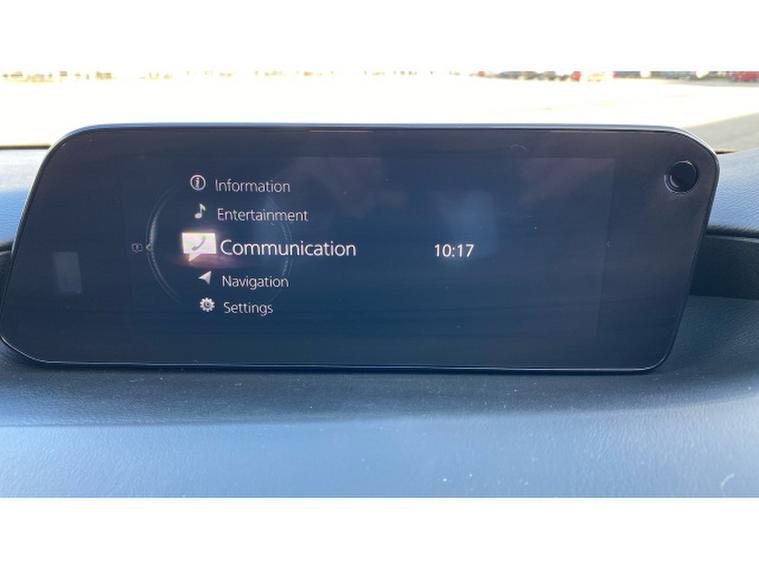 Information
Entertainment
Communication
10:17
Navigation
Settings